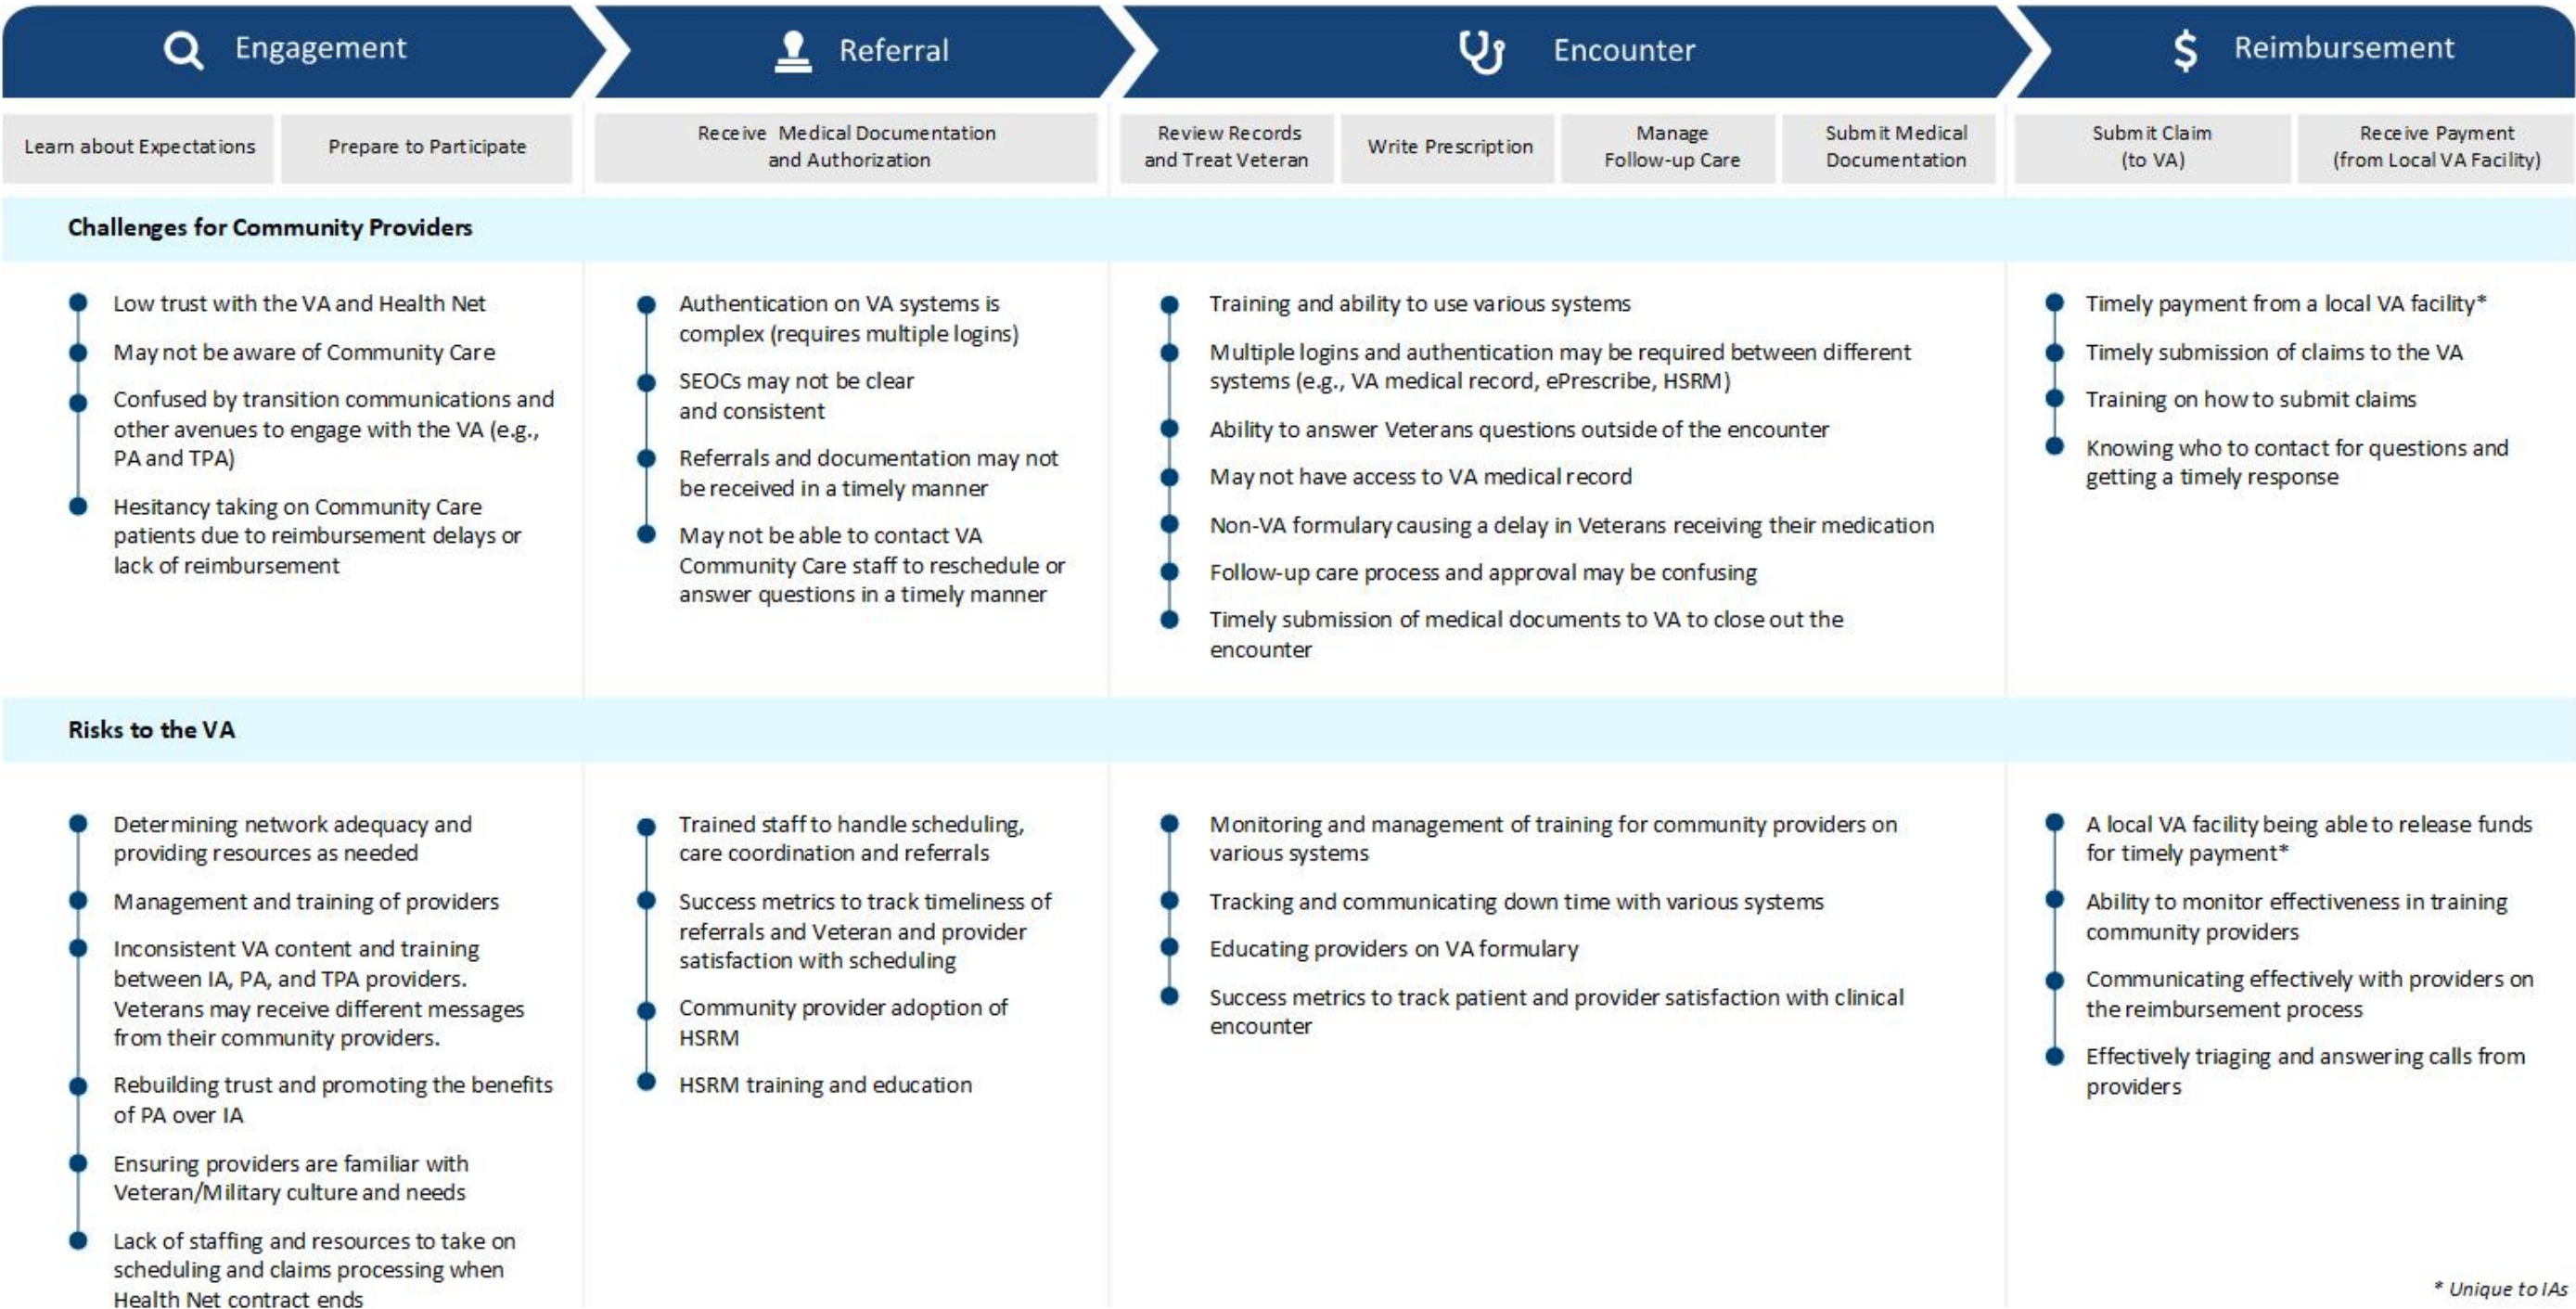 Engagement
Referral
Encounter
Reimbursement
Learn about Expectations
Prepare to Participate
Receive Medical Documentation
and Authorization
Review Records
and Treat Veteran
Write Prescription
Manage
Follow-up Care
Submit Medical
Documentation
Submit Claim
(to VA)
Receive Payment
(from Local VA Facility)
Challenges for Community Providers
Low trust with the VA and Health Net
May not be aware of Community Care
Confused by transition communications and
other avenues to engage with the VA (e.g.,
PA and TPA)
Hesitancy taking on Community Care
patients due to reimbursement delays or
lack of reimbursement
Authentication on VA systems is
complex (requires multiple logins)
SEOCs may not be clear
and consistent
Referrals and documentation may not
be received in a timely manner
May not be able to contact VA
Community Care staff to reschedule or
answer questions in a timely manner
Training and ability to use various systems
Multiple logins and authentication may be required between different
systems (e.g., VA medical record, ePrescribe, HSRM)
Ability to answer Veterans questions outside of the encounter
May not have access to VA medical record
Non-VA formulary causing a delay in Veterans receiving their medication
Follow-up care process and approval may be confusing
Timely submission of medical documents to VA to close out the
encounter
Timely payment from a local VA facility*
Timely submission of claims to the VA
Training on how to submit claims
Knowing who to contact for questions and
getting a timely response
Risks to the VA
Determining network adequacy and
providing resources as needed
Management and training of providers
Inconsistent VA content and training
between IA, PA, and TPA providers.
Veterans may receive different messages
from their community providers.
Rebuilding trust and promoting the benefits
of PA over IA
Ensuring providers are familiar with
Veteran/Military culture and needs
Lack of staffing and resources to take on
scheduling and claims processing when
Health Net contract ends
Trained staff to handle scheduling,
care coordination and referrals
Success metrics to track timeliness of
referrals and Veteran and provider
satisfaction with scheduling
Community provider adoption of
HSRM
HSRM training and education
Monitoring and management of training for community providers on
various systems
Tracking and communicating down time with various systems
Educating providers on VA formulary
Success metrics to track patient and provider satisfaction with clinical
encounter
A local VA facility being able to release funds
for timely payment*
Ability to monitor effectiveness in training
community providers
Communicating effectively with providers on
the reimbursement process
Effectively triaging and answering calls from
providers
* Unique to IAs